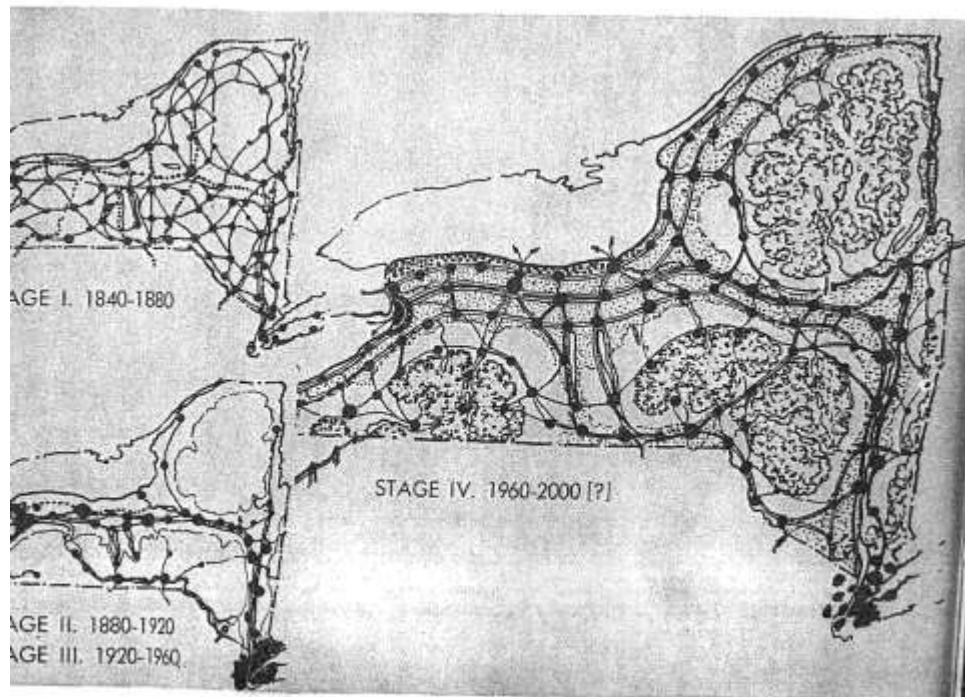 AGE I. 1840-1880
STAGE IV. 1960-2000 [?]
AGE II. 1880-1920
AGE III. 1920-1960